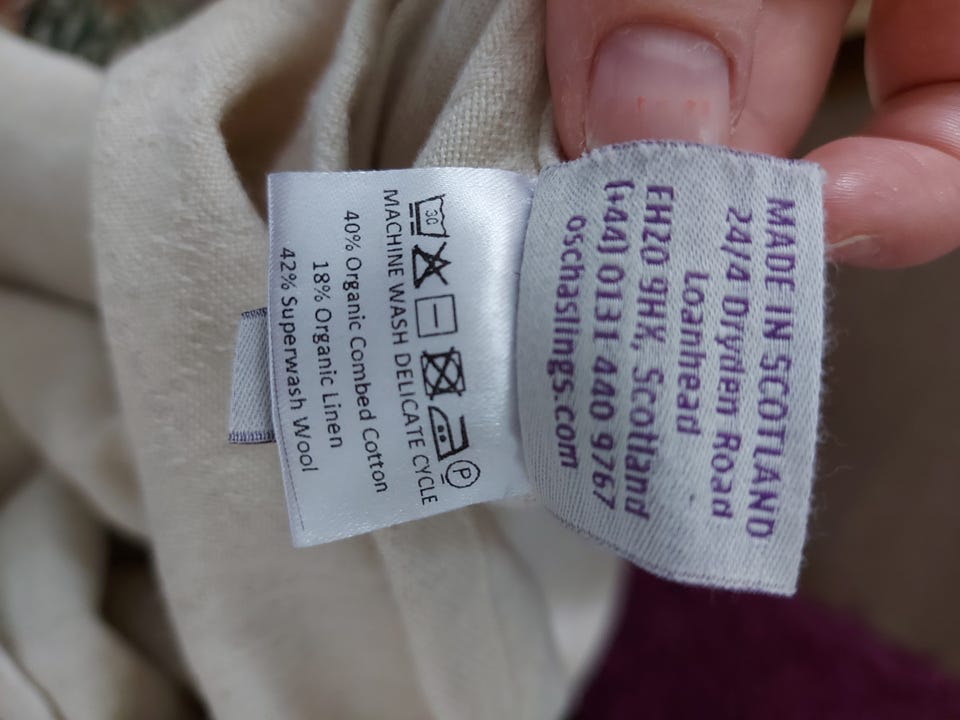 30
P
MACHINE WASH DELICATE CYCLE
40% Organic Combed Cotton
18% Organic Linen
42% Superwash Wool
MADE IN SCOTLAND
24/4 Dryden Road
Loanhead
EH20 9HX, Scotland
(+44) 0131 440 9767
oschaslings.com